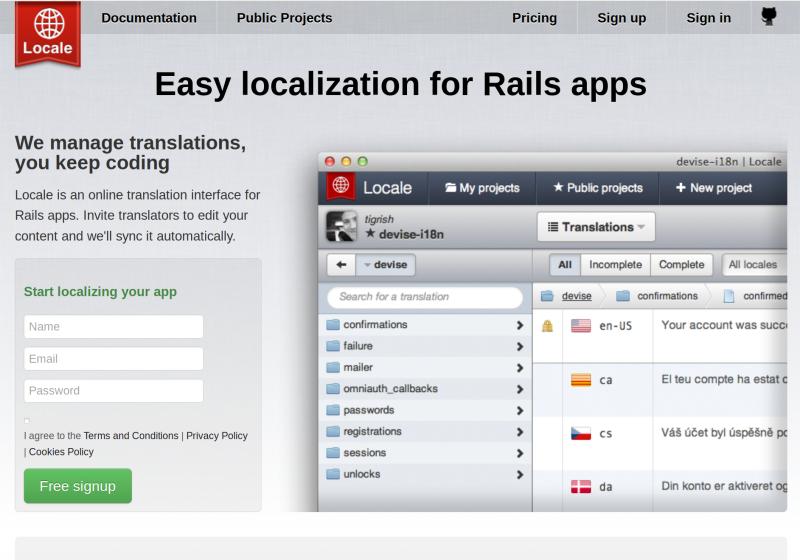 Locale
Documentation
Public Projects
Pricing
Sign up
Sign in
Easy localization for Rails apps
We manage translations,
you keep coding
Locale is an online translation interface for
Rails apps. Invite translators to edit your
content and we'll sync it automatically.
Start localizing your app
Name
Email
Password
I agree to the Terms and Conditions | Privacy Policy
| Cookies Policy
Free signup
devise-i18n | Locale
Locale
My projects
Public projects
New project
tigrish
devise-i18n
Translations
devise
All
Incomplete
Complete
All locales
Search for a translation
devise
confirmations
confirmed
confirmations
failure
mailer
omniauth_callbacks
passwords
registrations
sessions
unlocks
en-US
Your account was succe
ca
El teu compte ha estat c
cs
Váš účet byl úspěšně po
da
Din konto er aktiveret og